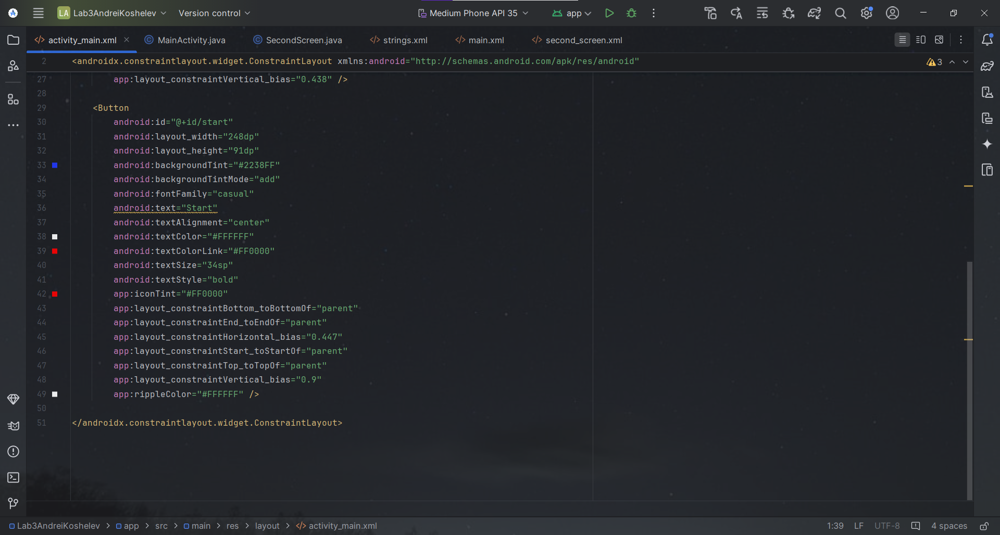 LA Lab3AndreiKoshelev Version control Medium Phone API 35 app
activity_main.xml MainActivity.java SecondScreen.java strings.xml main.xml second_screen.xml
2 <androidx.constraintlayout.widget.ConstraintLayout xmlns:android="http://schemas.android.com/apk/res/android" 3
27 app:layout_constraintVertical_bias="0.438" />
28
29 <Button
30 android:id="@+id/start"
31 android:layout_width="248dp"
32 android:layout_height="91dp"
33 android:backgroundTint="#2238FF"
34 android:backgroundTintMode="add"
35 android:fontFamily="casual"
36 android:text="Start"
37 android:textAlignment="center"
38 android:textColor="#FFFFFF"
39 android:textColorLink="#FF0000"
40 android:textSize="34sp"
41 android:textStyle="bold"
42 app:iconTint="#FF0000"
43 app:layout_constraintBottom_toBottomOf="parent"
44 app:layout_constraintEnd_toEndOf="parent"
45 app:layout_constraintHorizontal_bias="0.447"
46 app:layout_constraintStart_toStartOf="parent"
47 app:layout_constraintTop_toTopOf="parent"
48 app:layout_constraintVertical_bias="0.9"
49 app:rippleColor="#FFFFFF" />
50
51 </androidx.constraintlayout.widget.ConstraintLayout>
Lab3AndreiKoshelev > app > src > main > res > layout > activity_main.xml 1:39 LF UTF-8 4 spaces